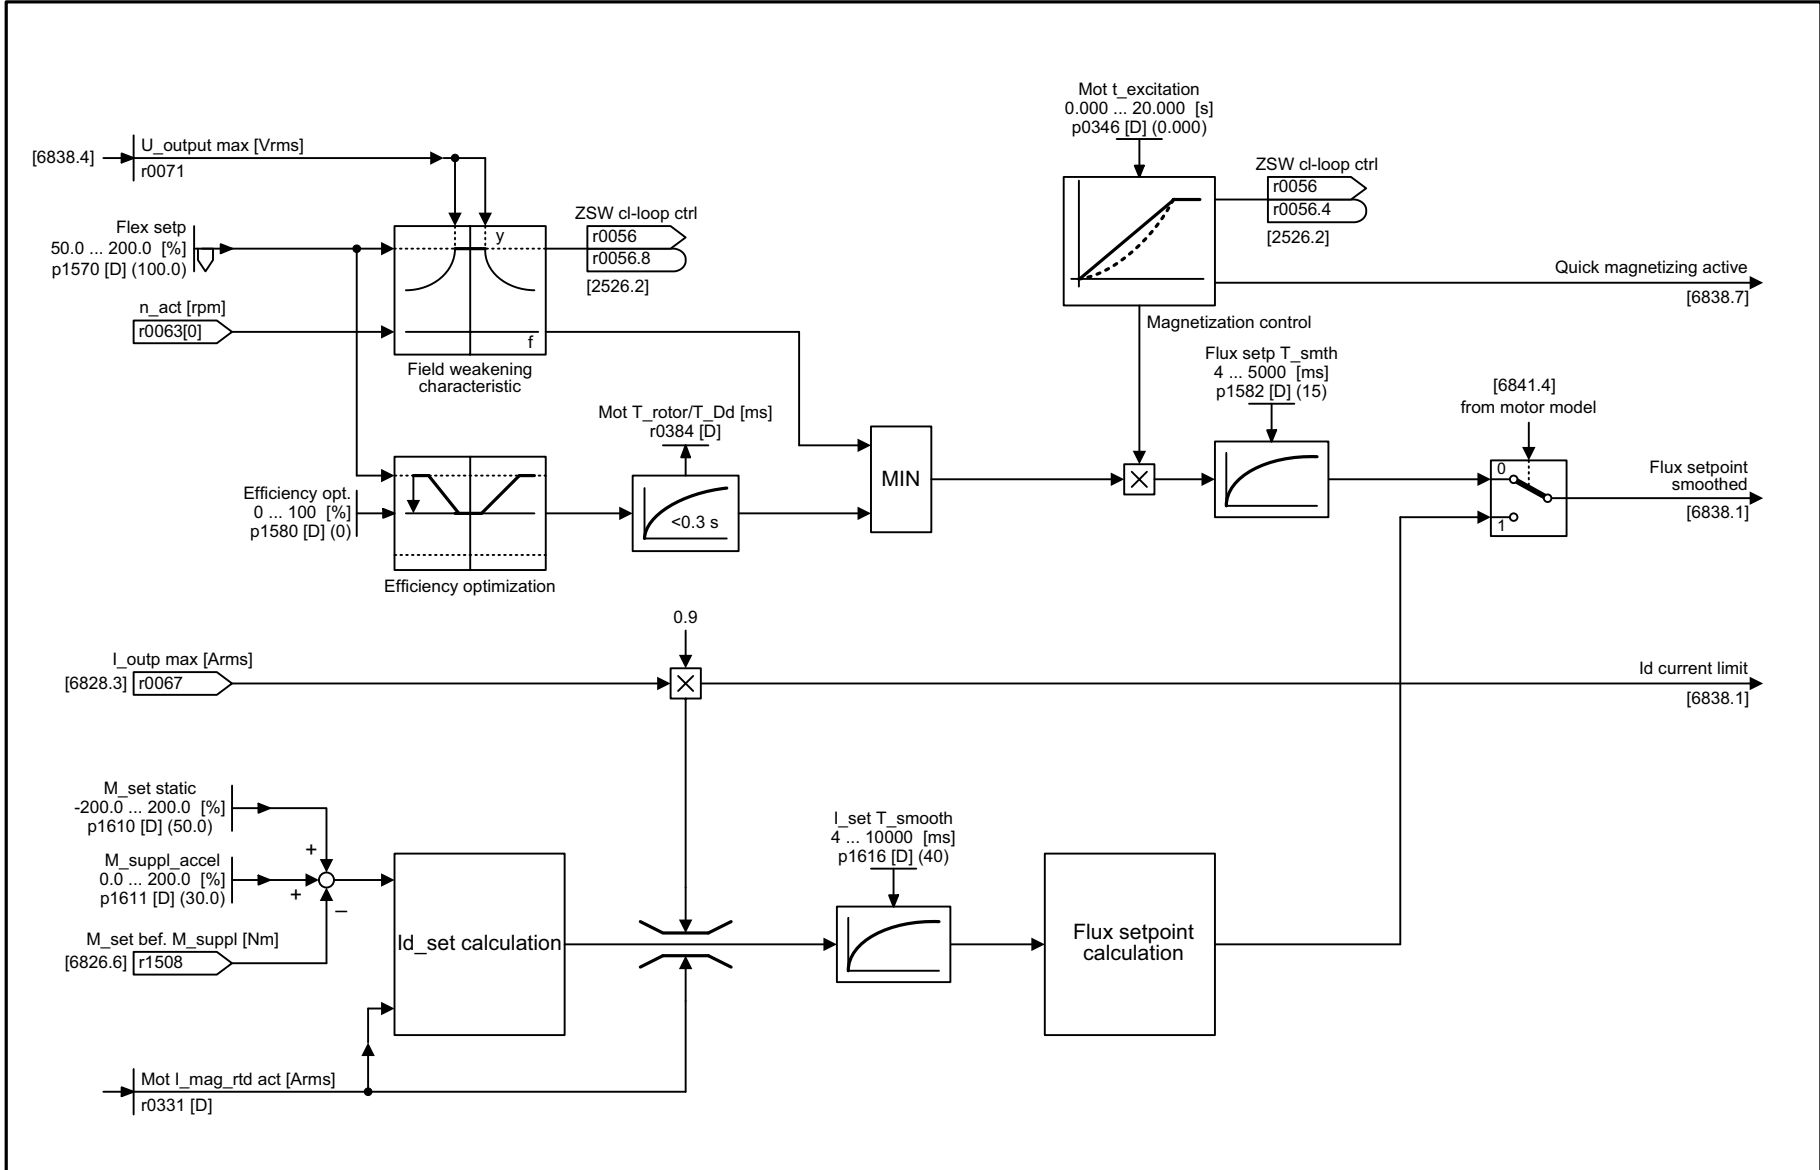 Mot t_excitation
0.000 ... 20.000 [s]
p0346 [D] (0.000)
[6838.4]
U_output max [Vrms]
r0071
ZSW cl-loop ctrl
r0056
r0056.4
[2526.2]
Flex setp
50.0 ... 200.0 [%]
p1570 [D] (100.0)
y
f
ZSW cl-loop ctrl
r0056
r0056.8
[2526.2]
Quick magnetizing active
[6838.7]
n_act [rpm]
r0063[0]
Magnetization control
Field weakening
characteristic
Flux setp T_smth
4 ... 5000 [ms]
p1582 [D] (15)
[6841.4]
from motor model
Mot T_rotor/T_Dd [ms]
r0384 [D]
MIN
0
1
Flux setpoint
smoothed
[6838.1]
Efficiency opt.
0 ... 100 [%]
p1580 [D] (0)
<0.3 s
Efficiency optimization
0.9
I_outp max [Arms]
[6828.3]
r0067
Id current limit
[6838.1]
M_set static
-200.0 ... 200.0 [%]
p1610 [D] (50.0)
+
M_suppl_accel
0.0 ... 200.0 [%]
p1611 [D] (30.0)
+
–
I_set T_smooth
4 ... 10000 [ms]
p1616 [D] (40)
M_set bef. M_suppl [Nm]
[6826.6]
r1508
Id_set calculation
Flux setpoint
calculation
Mot I_mag_rtd act [Arms]
r0331 [D]